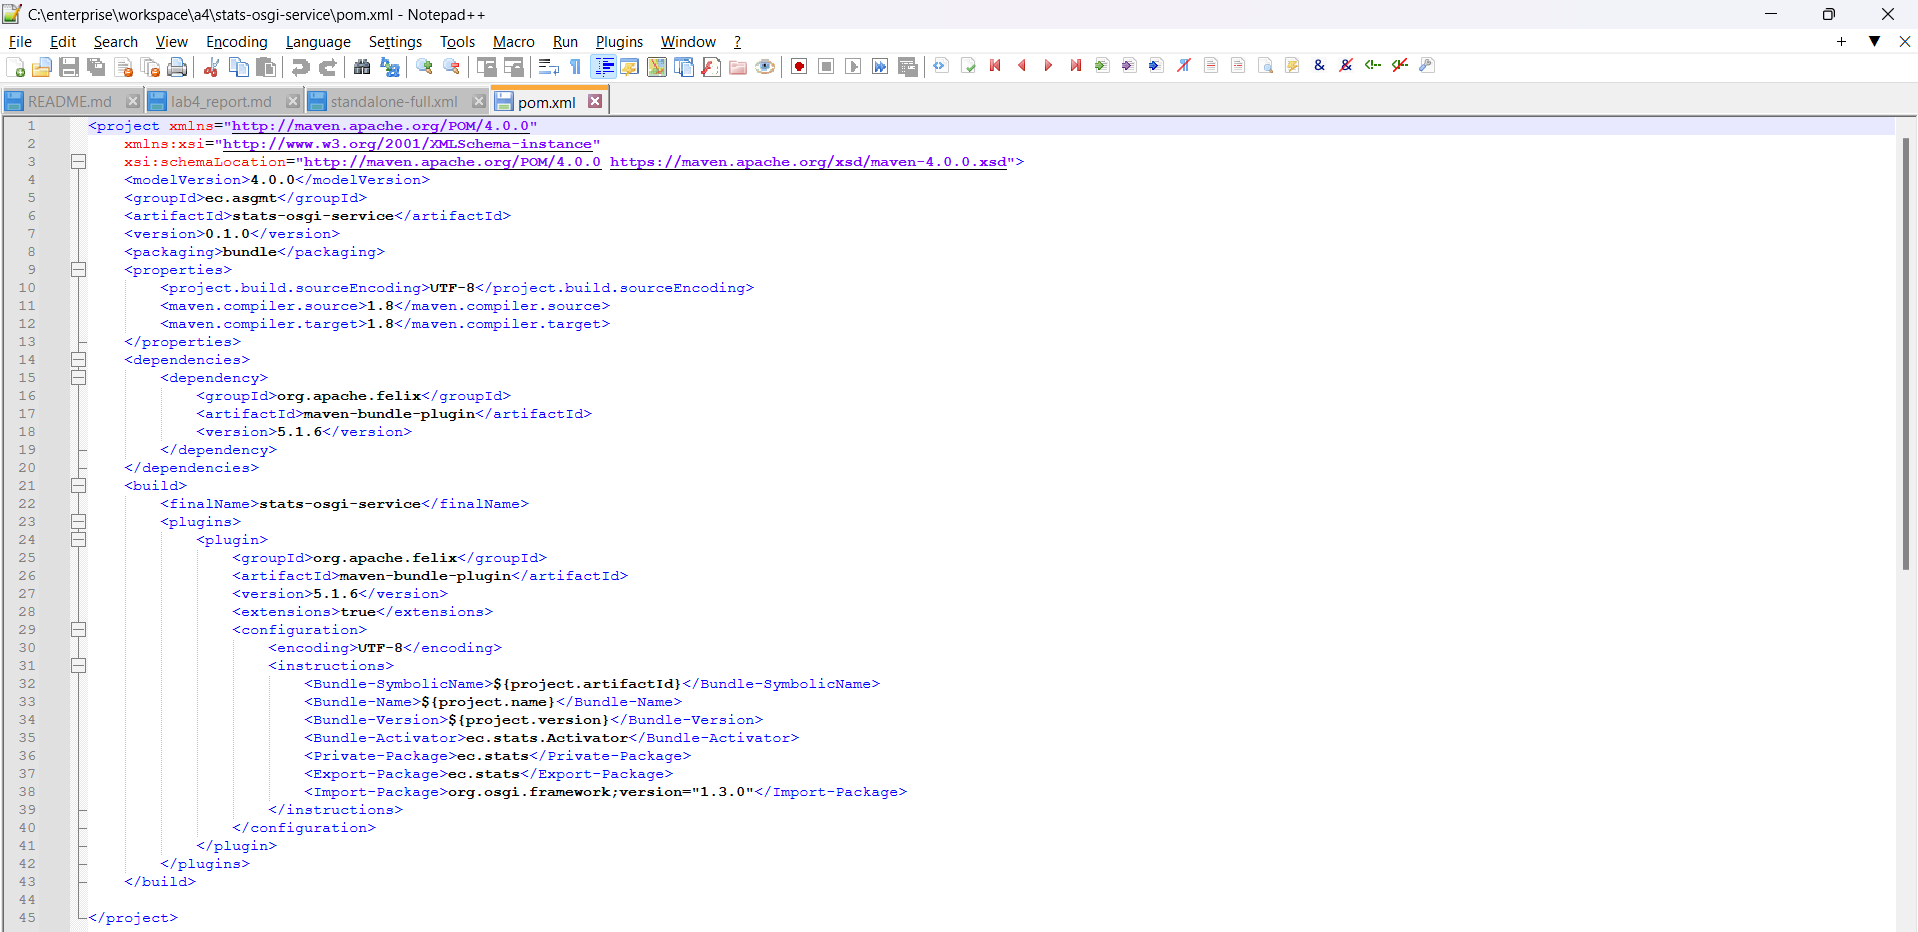 C:\enterprise\workspace\a4\stats-osgi-service\pom.xml - Notepad++
File Edit Search View Encoding Language Settings Tools Macro Run Plugins Window ?
README.md lab4_report.md standalone-full.xml pom.xml
1 <project xmlns="http://maven.apache.org/POM/4.0.0"
2 xmlns:xsi="http://www.w3.org/2001/XMLSchema-instance"
3 xsi:schemaLocation="http://maven.apache.org/POM/4.0.0 https://maven.apache.org/xsd/maven-4.0.0.xsd">
4 <modelVersion>4.0.0</modelVersion>
5 <groupId>ec.asgmt</groupId>
6 <artifactId>stats-osgi-service</artifactId>
7 <version>0.1.0</version>
8 <packaging>bundle</packaging>
9 <properties>
10 <project.build.sourceEncoding>UTF-8</project.build.sourceEncoding>
11 <maven.compiler.source>1.8</maven.compiler.source>
12 <maven.compiler.target>1.8</maven.compiler.target>
13 </properties>
14 <dependencies>
15 <dependency>
16 <groupId>org.apache.felix</groupId>
17 <artifactId>maven-bundle-plugin</artifactId>
18 <version>5.1.6</version>
19 </dependency>
20 </dependencies>
21 <build>
22 <finalName>stats-osgi-service</finalName>
23 <plugins>
24 <plugin>
25 <groupId>org.apache.felix</groupId>
26 <artifactId>maven-bundle-plugin</artifactId>
27 <version>5.1.6</version>
28 <extensions>true</extensions>
29 <configuration>
30 <encoding>UTF-8</encoding>
31 <instructions>
32 <Bundle-SymbolicName>${project.artifactId}</Bundle-SymbolicName>
33 <Bundle-Name>${project.name}</Bundle-Name>
34 <Bundle-Version>${project.version}</Bundle-Version>
35 <Bundle-Activator>ec.stats.Activator</Bundle-Activator>
36 <Private-Package>ec.stats</Private-Package>
37 <Export-Package>ec.stats</Export-Package>
38 <Import-Package>org.osgi.framework;version="1.3.0"</Import-Package>
39 </instructions>
40 </configuration>
41 </plugin>
42 </plugins>
43 </build>
44
45 </project>